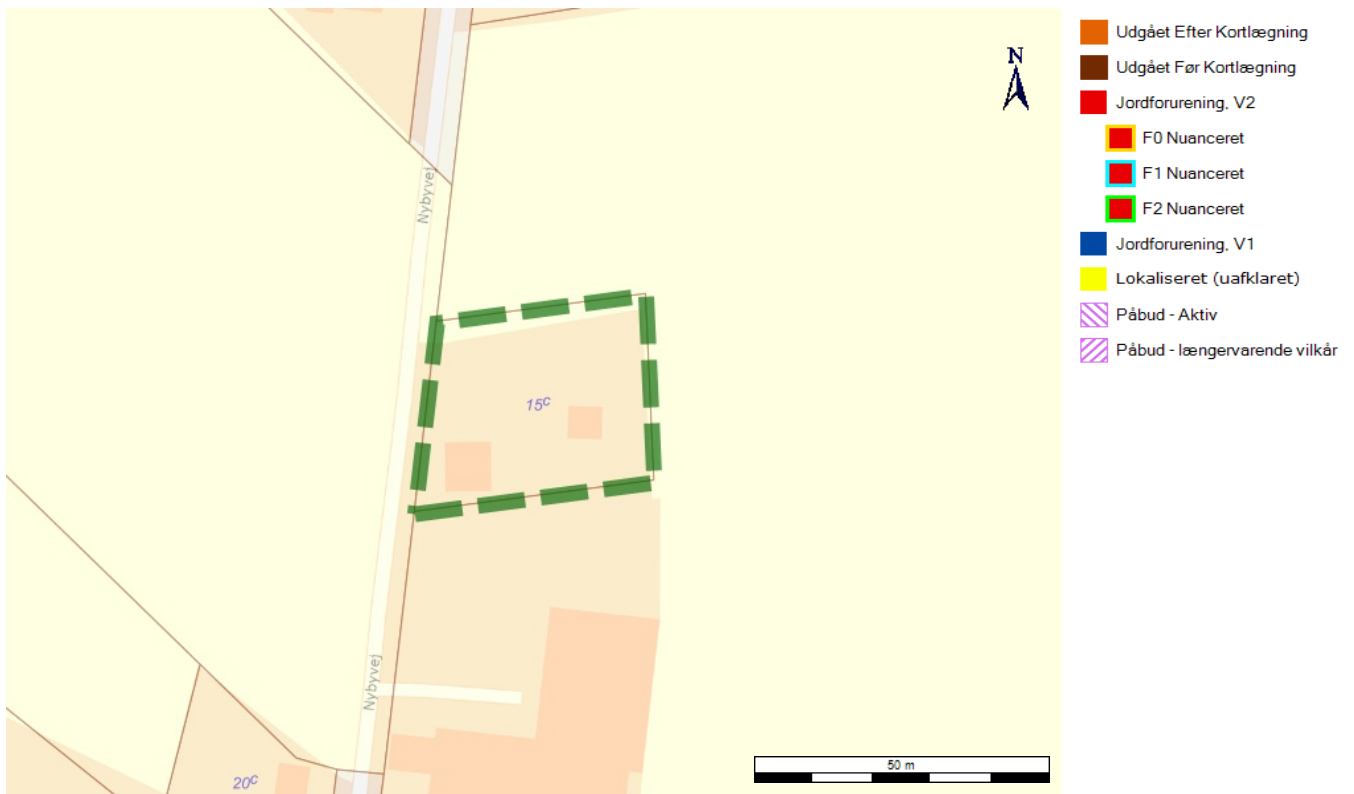 Udgået Efter Kortlægning
Udgået Før Kortlægning
Jordforurening, V2
F0 Nuanceret
F1 Nuanceret
F2 Nuanceret
Jordforurening, V1
Lokaliseret (uafklaret)
Påbud - Aktiv
Påbud - længervarende vilkår
N
Nybyvej
15c
Nybyvej
20c
50 m